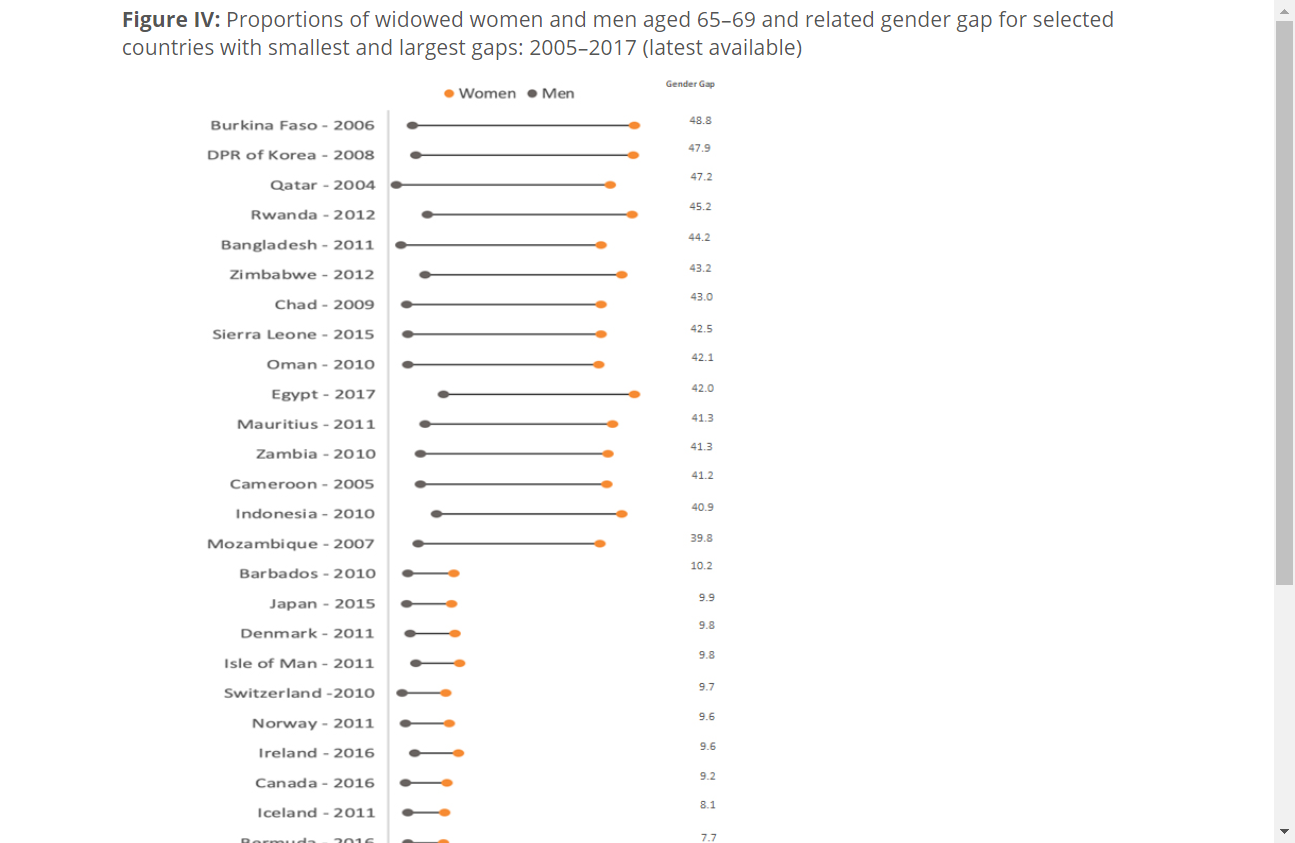 Figure IV: Proportions of widowed women and men aged 65–69 and related gender gap for selected
countries with smallest and largest gaps: 2005–2017 (latest available)
Women Men Gender Gap
Burkina Faso - 2006 48.8
DPR of Korea - 2008 47.9
Qatar - 2004 47.2
Rwanda - 2012 45.2
Bangladesh - 2011 44.2
Zimbabwe - 2012 43.2
Chad - 2009 43.0
Sierra Leone - 2015 42.5
Oman - 2010 42.1
Egypt - 2017 42.0
Mauritius - 2011 41.3
Zambia - 2010 41.3
Cameroon - 2005 41.2
Indonesia - 2010 40.9
Mozambique - 2007 39.8
Barbados - 2010 10.2
Japan - 2015 9.9
Denmark - 2011 9.8
Isle of Man - 2011 9.8
Switzerland -2010 9.7
Norway - 2011 9.6
Ireland - 2016 9.6
Canada - 2016 9.2
Iceland - 2011 8.1
Bermuda - 2016 7.7